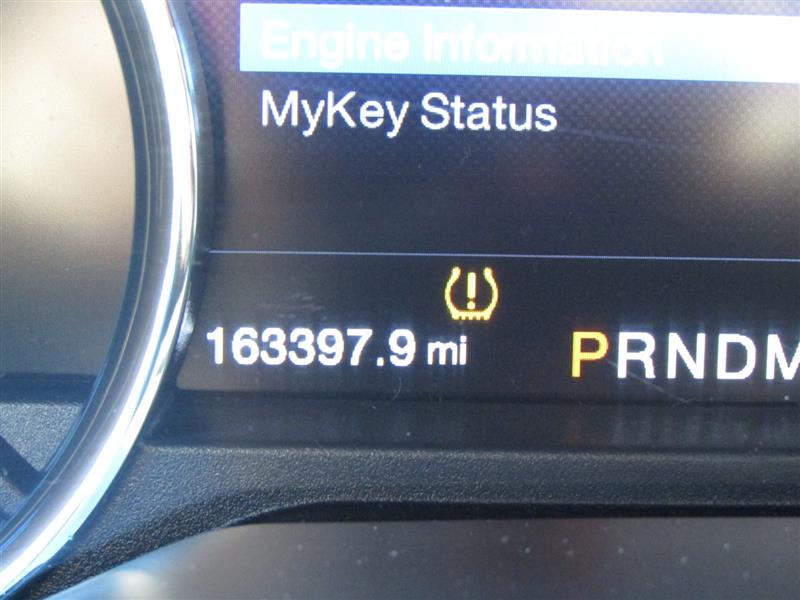 Engine Information
MyKey Status
163397.9 mi
PRNDM